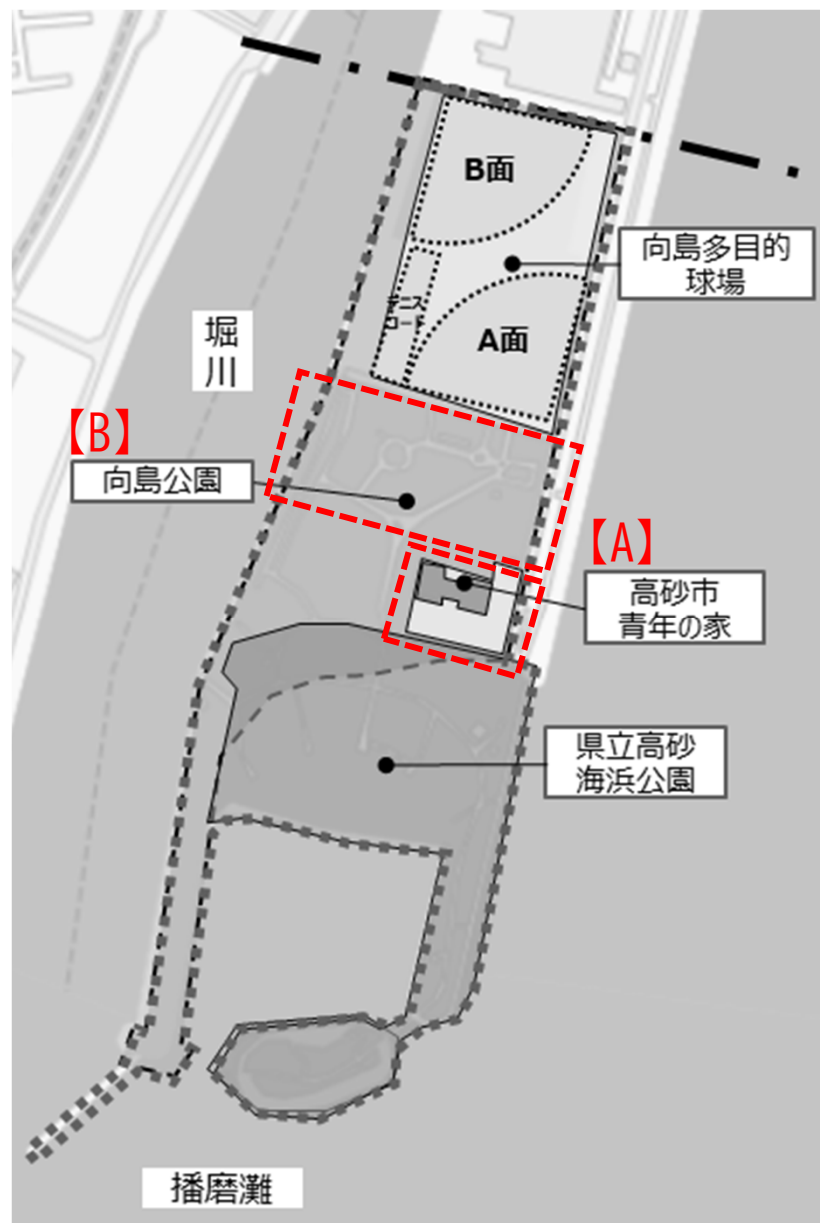 B面
向島多目的
球場
テニス
コート
A面
堀
川
【B】
向島公園
【A】
高砂市
青年の家
県立高砂
海浜公園
播磨灘